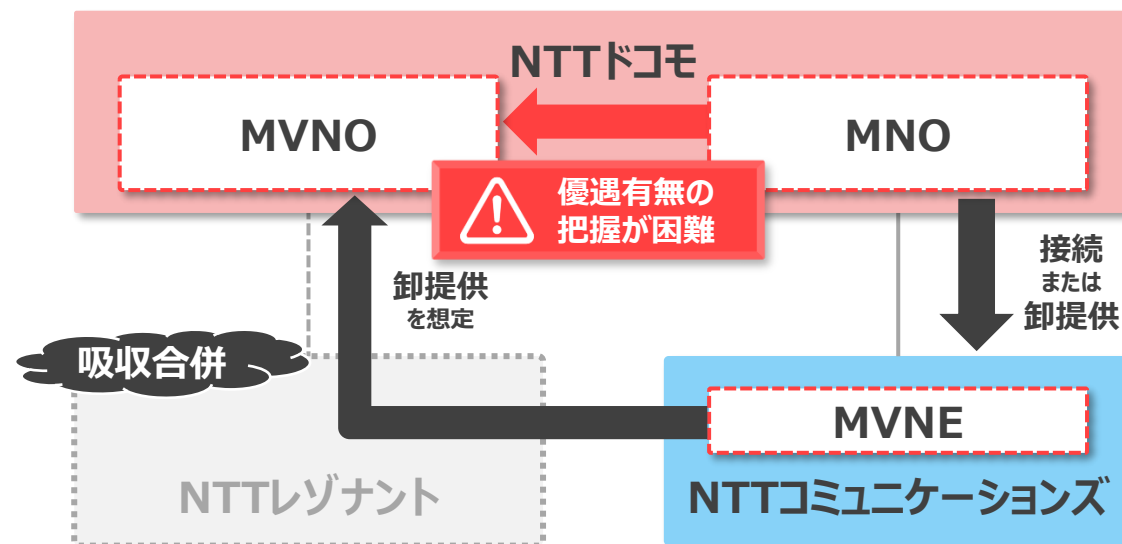 NTTドコモ
MVNO
MNO
優遇有無の
把握が困難
卸提供
を想定
接続
または
卸提供
吸収合併
MVNE
NTTレゾナント
NTTコミュニケーションズ